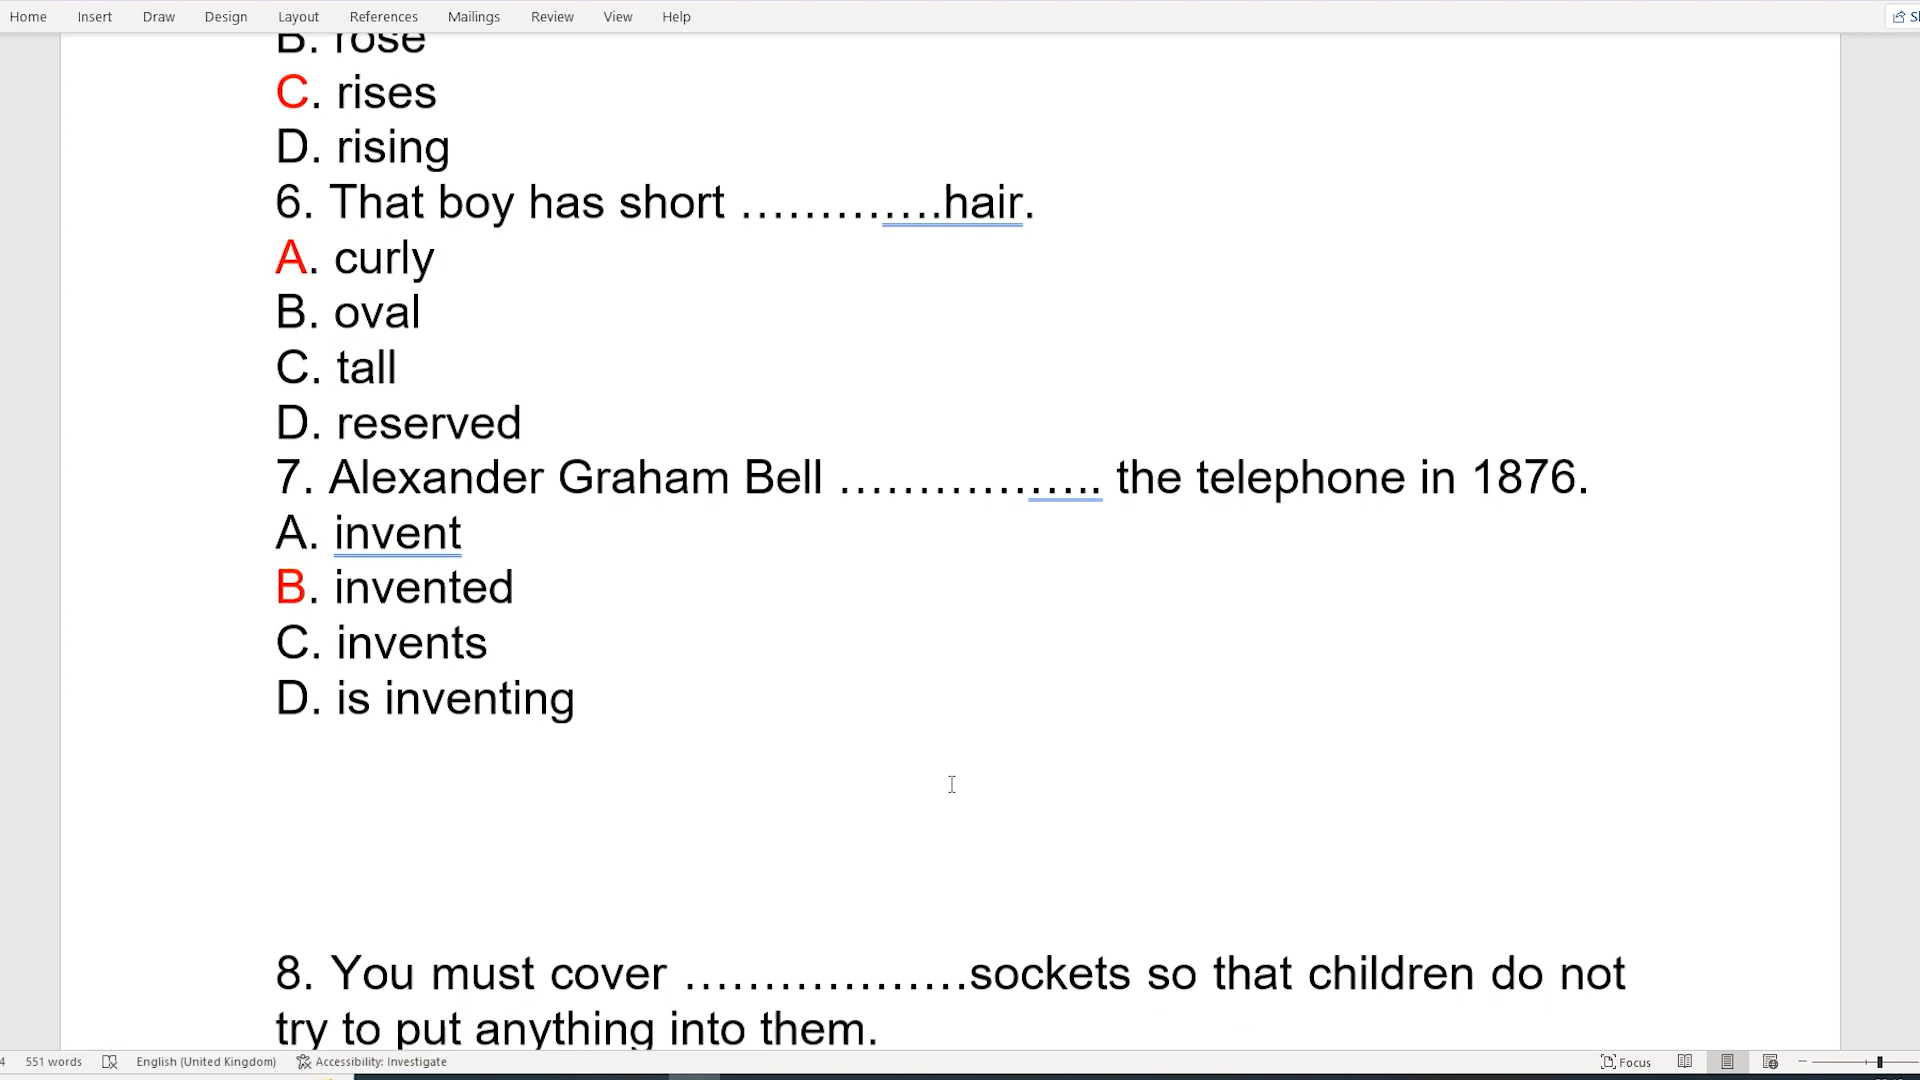 Home Insert Draw Design Layout References Mailings Review View Help
B. rose
C. rises
D. rising
6. That boy has short ………….hair.
A. curly
B. oval
C. tall
D. reserved
7. Alexander Graham Bell …………….. the telephone in 1876.
A. invent
B. invented
C. invents
D. is inventing
8. You must cover ………………sockets so that children do not
try to put anything into them.
4 551 words English (United Kingdom) Accessibility: Investigate Focus